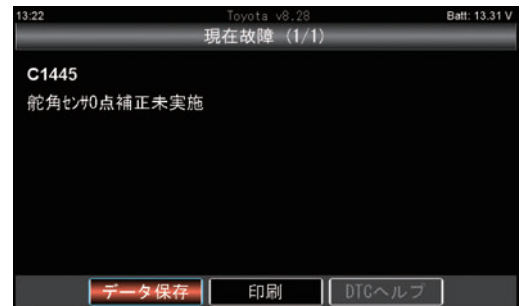 13:22 Toyota v8.28 Batt: 13.31 V
現在故障 (1/1)
C1445
舵角ｾﾝｻ0点補正未実施
データ保存 印刷 DTCヘルプ